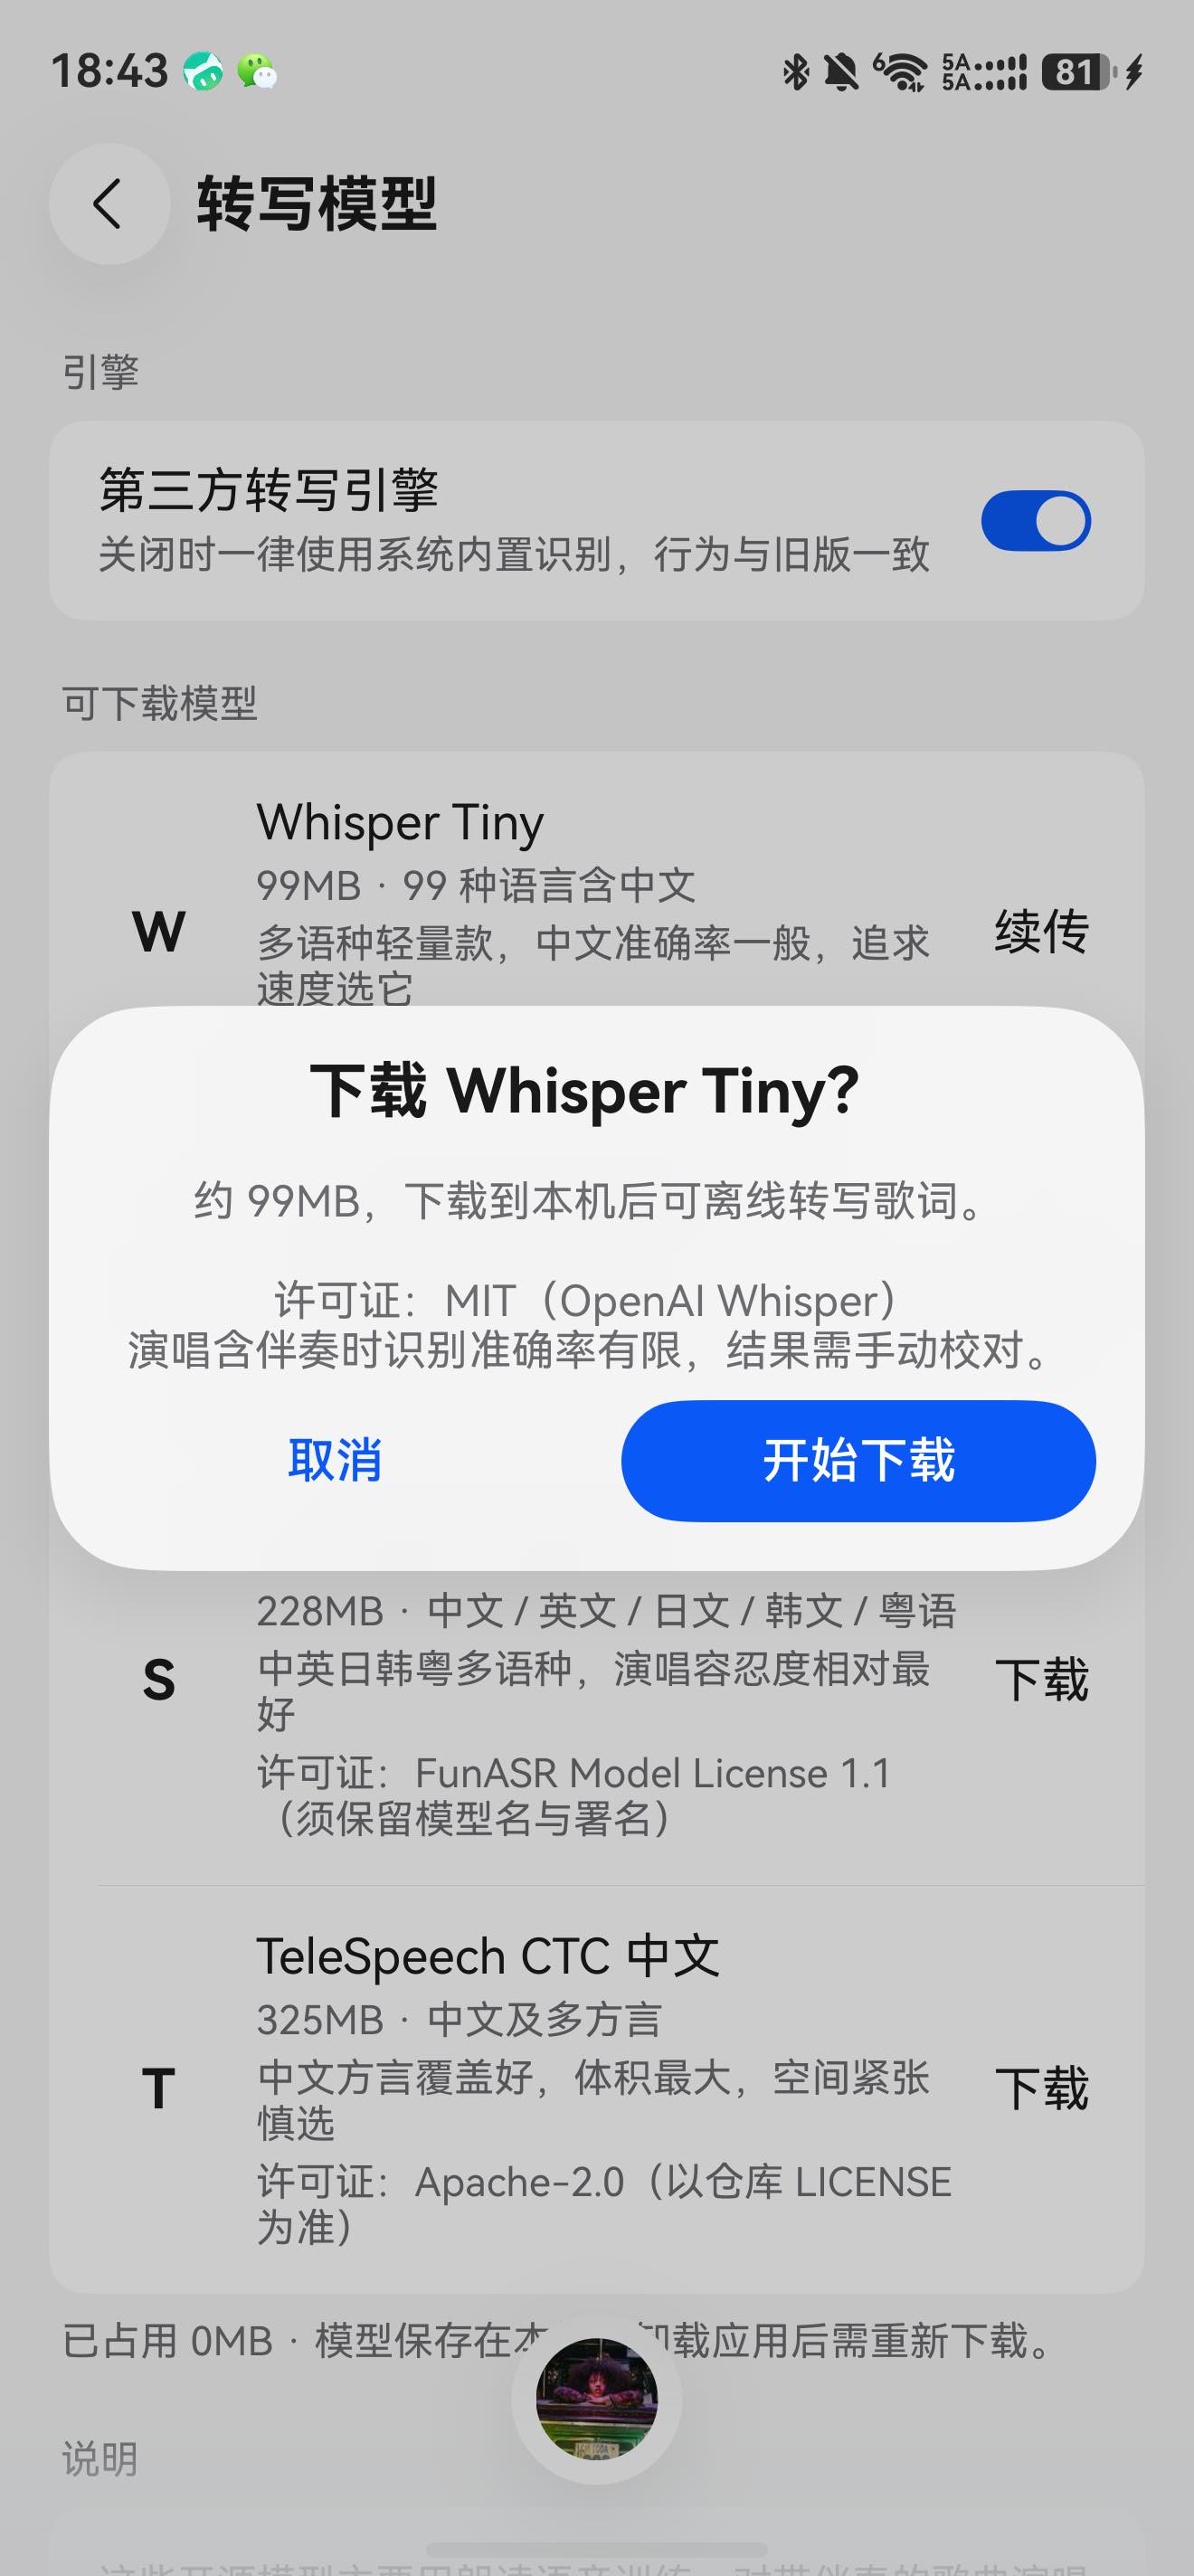 18:43
6
5A
5A
81
转写模型
引擎
第三方转写引擎
关闭时一律使用系统内置识别，行为与旧版一致
可下载模型
Whisper Tiny
99MB · 99 种语言含中文
W
多语种轻量款，中文准确率一般，追求
速度选它
续传
下载 Whisper Tiny？
约 99MB，下载到本机后可离线转写歌词。
许可证：MIT（OpenAI Whisper）
演唱含伴奏时识别准确率有限，结果需手动校对。
取消
开始下载
228MB · 中文 / 英文 / 日文 / 韩文 / 粤语
S
中英日韩粤多语种，演唱容忍度相对最
好
下载
许可证：FunASR Model License 1.1
（须保留模型名与署名）
TeleSpeech CTC 中文
325MB · 中文及多方言
T
中文方言覆盖好，体积最大，空间紧张
慎选
下载
许可证：Apache-2.0（以仓库 LICENSE
为准）
已占用 0MB · 模型保存在本 卸载应用后需重新下载。
说明